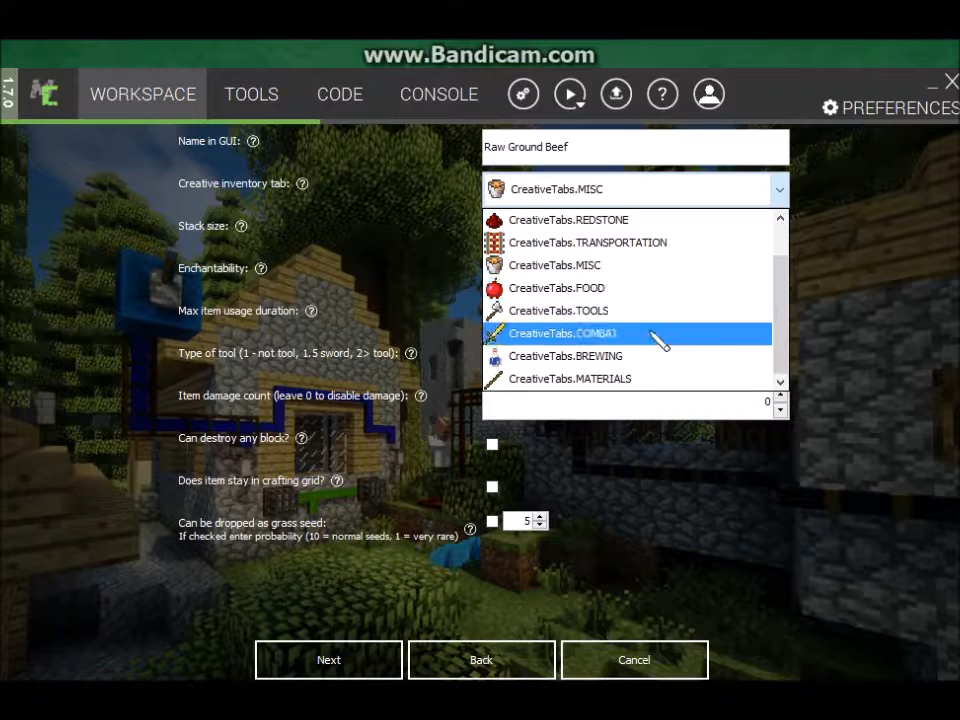 www.Bandicam.com
1.7.0
WORKSPACE TOOLS CODE CONSOLE ? PREFERENCES
Name in GUI: ? Raw Ground Beef
Creative inventory tab: ? CreativeTabs.MISC
Stack size: ? CreativeTabs.REDSTONE
CreativeTabs.TRANSPORTATION
Enchantability: ? CreativeTabs.MISC
CreativeTabs.FOOD
Max item usage duration: ? CreativeTabs.TOOLS
CreativeTabs.COMBAT
Type of tool (1 - not tool, 1.5 sword, 2> tool): ? CreativeTabs.BREWING
CreativeTabs.MATERIALS
Item damage count (leave 0 to disable damage): ? 0
Can destroy any block? ?
Does item stay in crafting grid? ?
Can be dropped as grass seed: 5
If checked enter probability (10 = normal seeds, 1 = very rare) ?
Next Back Cancel